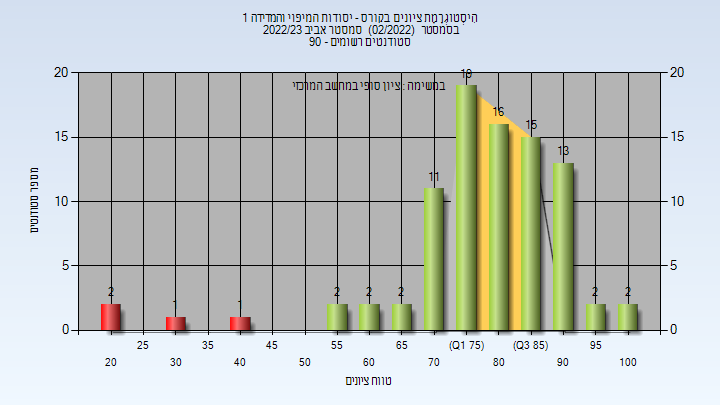 היסטוגרמת ציונים בקורס - יסודות המיפוי והמדידה 1
בסמסטר (02/2022) סמסטר אביב 2022/23
סטודנטים רשומים - 90
במשימה : ציון סופי במחשב המרכזי
מספר סטודנטים
20 20
15 15
10 10
5 5
0 0
2 1 1 2 2 2 11 19 16 15 13 2 2
25 35 45 55 65 (Q1 75) (Q3 85) 95
20 30 40 50 60 70 80 90 100
טווח ציונים